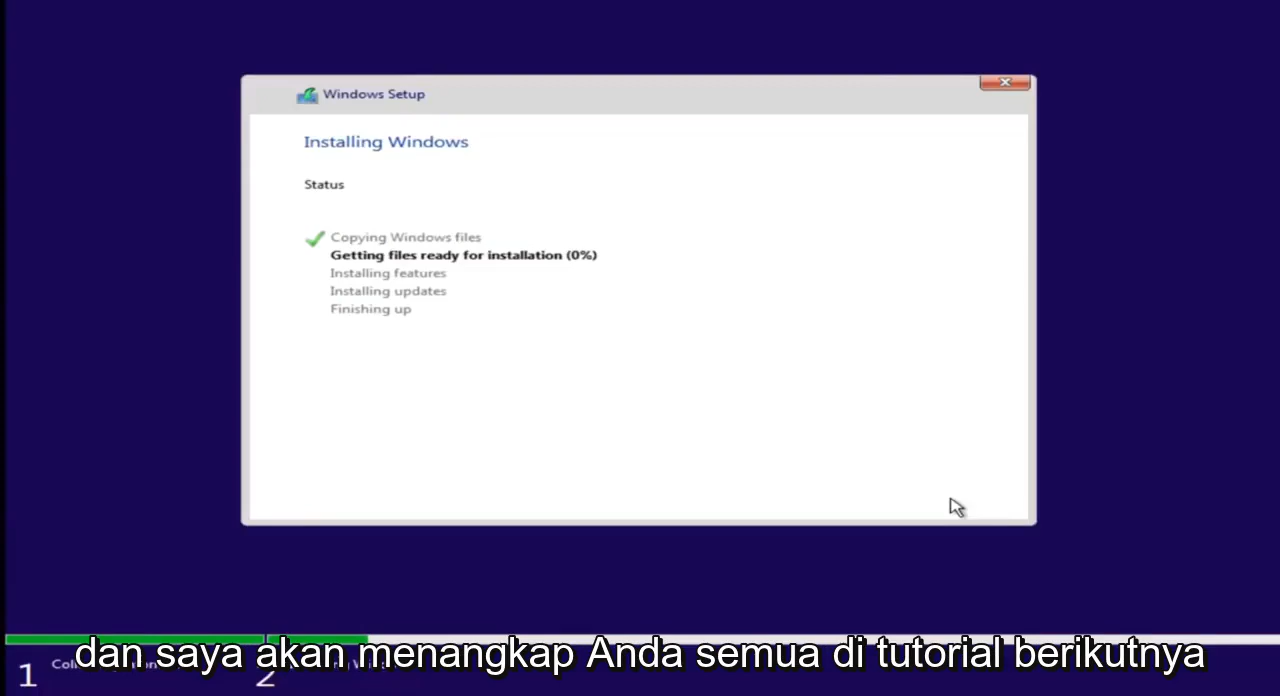 Windows Setup
Installing Windows
Status
Copying Windows files
Getting files ready for installation (0%)
Installing features
Installing updates
Finishing up
dan saya akan menangkap Anda semua di tutorial berikutnya
1
2